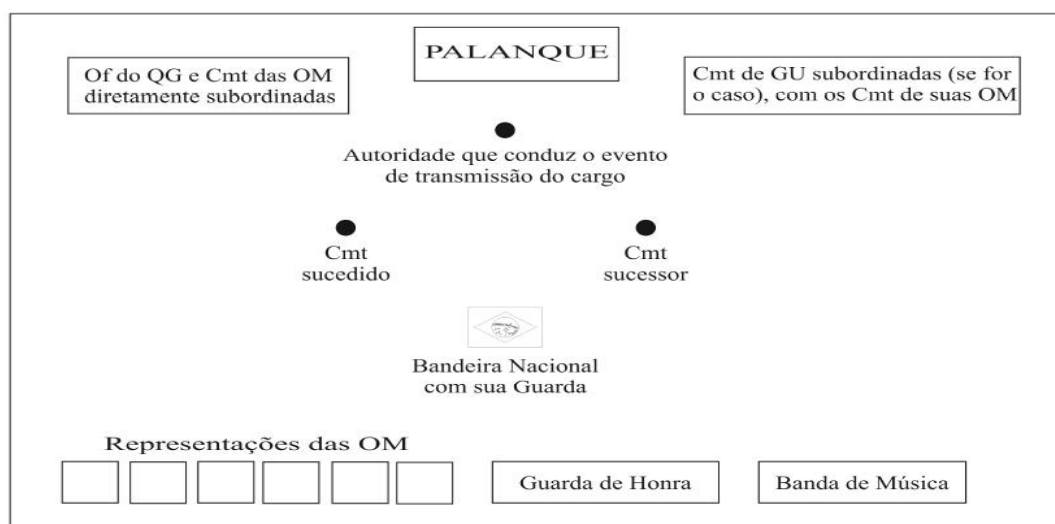 PALANQUE
Of do QG e Cmt das OM
diretamente subordinadas
Cmt de GU subordinadas (se for
o caso), com os Cmt de suas OM
Autoridade que conduz o evento
de transmissão do cargo
Cmt
sucedido
Cmt
sucessor
Bandeira Nacional
com sua Guarda
Representações das OM
Guarda de Honra
Banda de Música